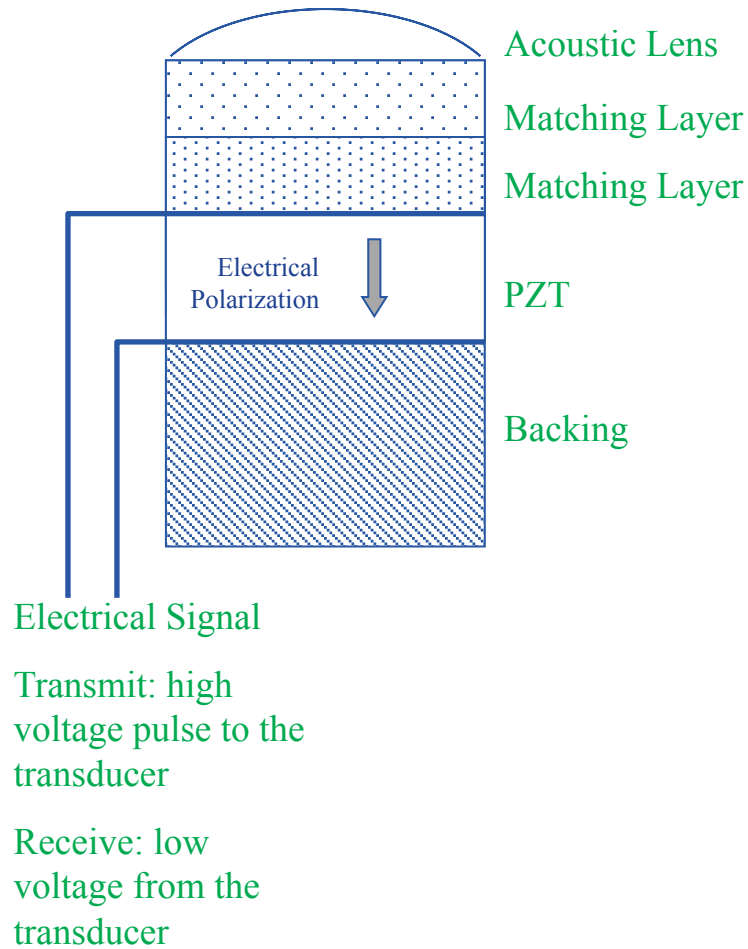 Acoustic Lens
Matching Layer
Matching Layer
Electrical
Polarization
PZT
Backing
Electrical Signal
Transmit: high
voltage pulse to the
transducer
Receive: low
voltage from the
transducer